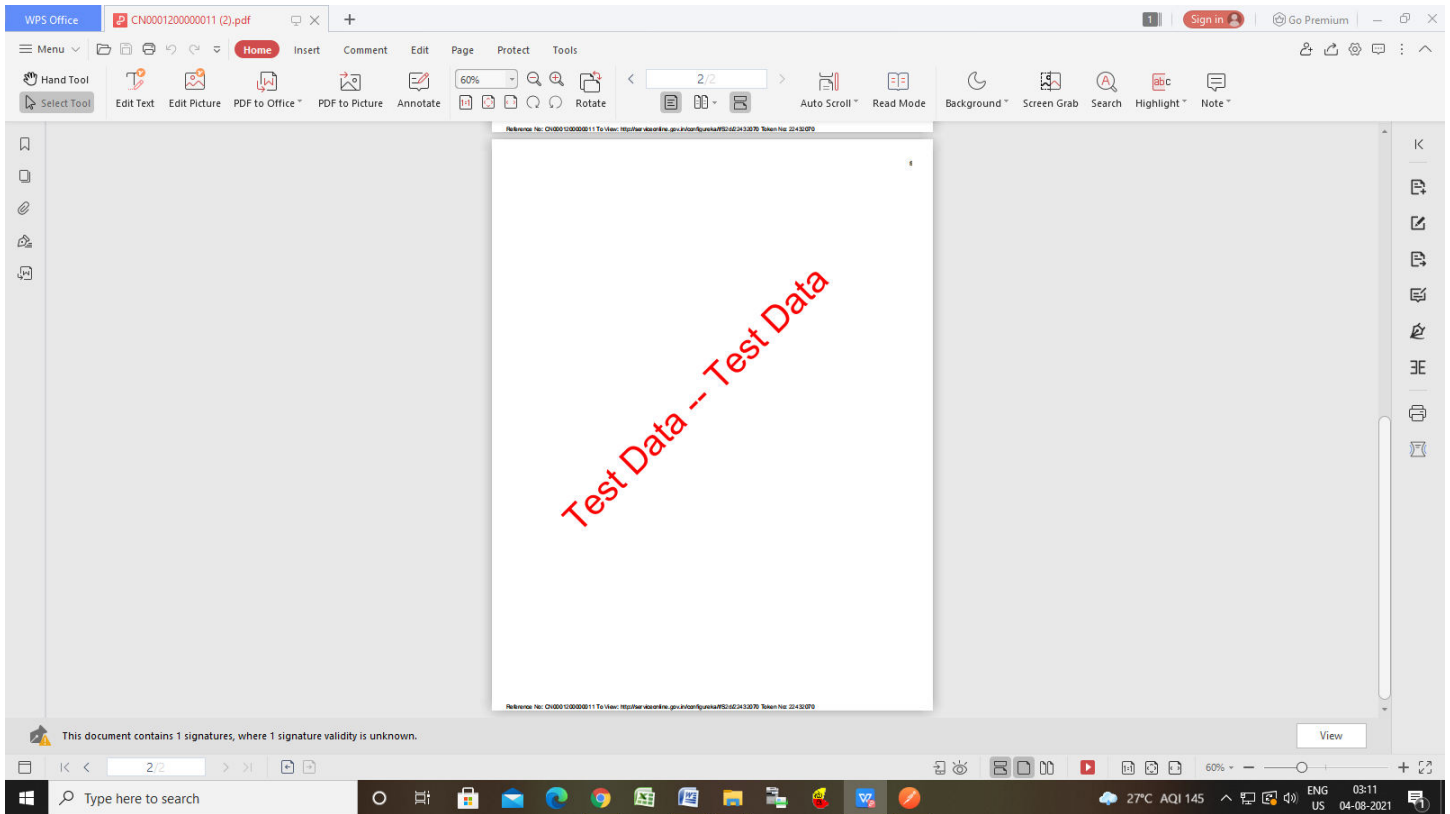 WPS Office
CN0001200000011 (2).pdf
1
Sign in
Go Premium
Menu
Home
Insert
Comment
Edit
Page
Protect
Tools
Hand Tool
Select Tool
Edit Text
Edit Picture
PDF to Office
PDF to Picture
Annotate
60%
Rotate
2/2
Auto Scroll
Read Mode
Background
Screen Grab
Search
Highlight
Note
Test Data -- Test Data
This document contains 1 signatures, where 1 signature validity is unknown.
View
2/2
60%
Type here to search
27°C AQI 145
ENG
US
03:11
04-08-2021